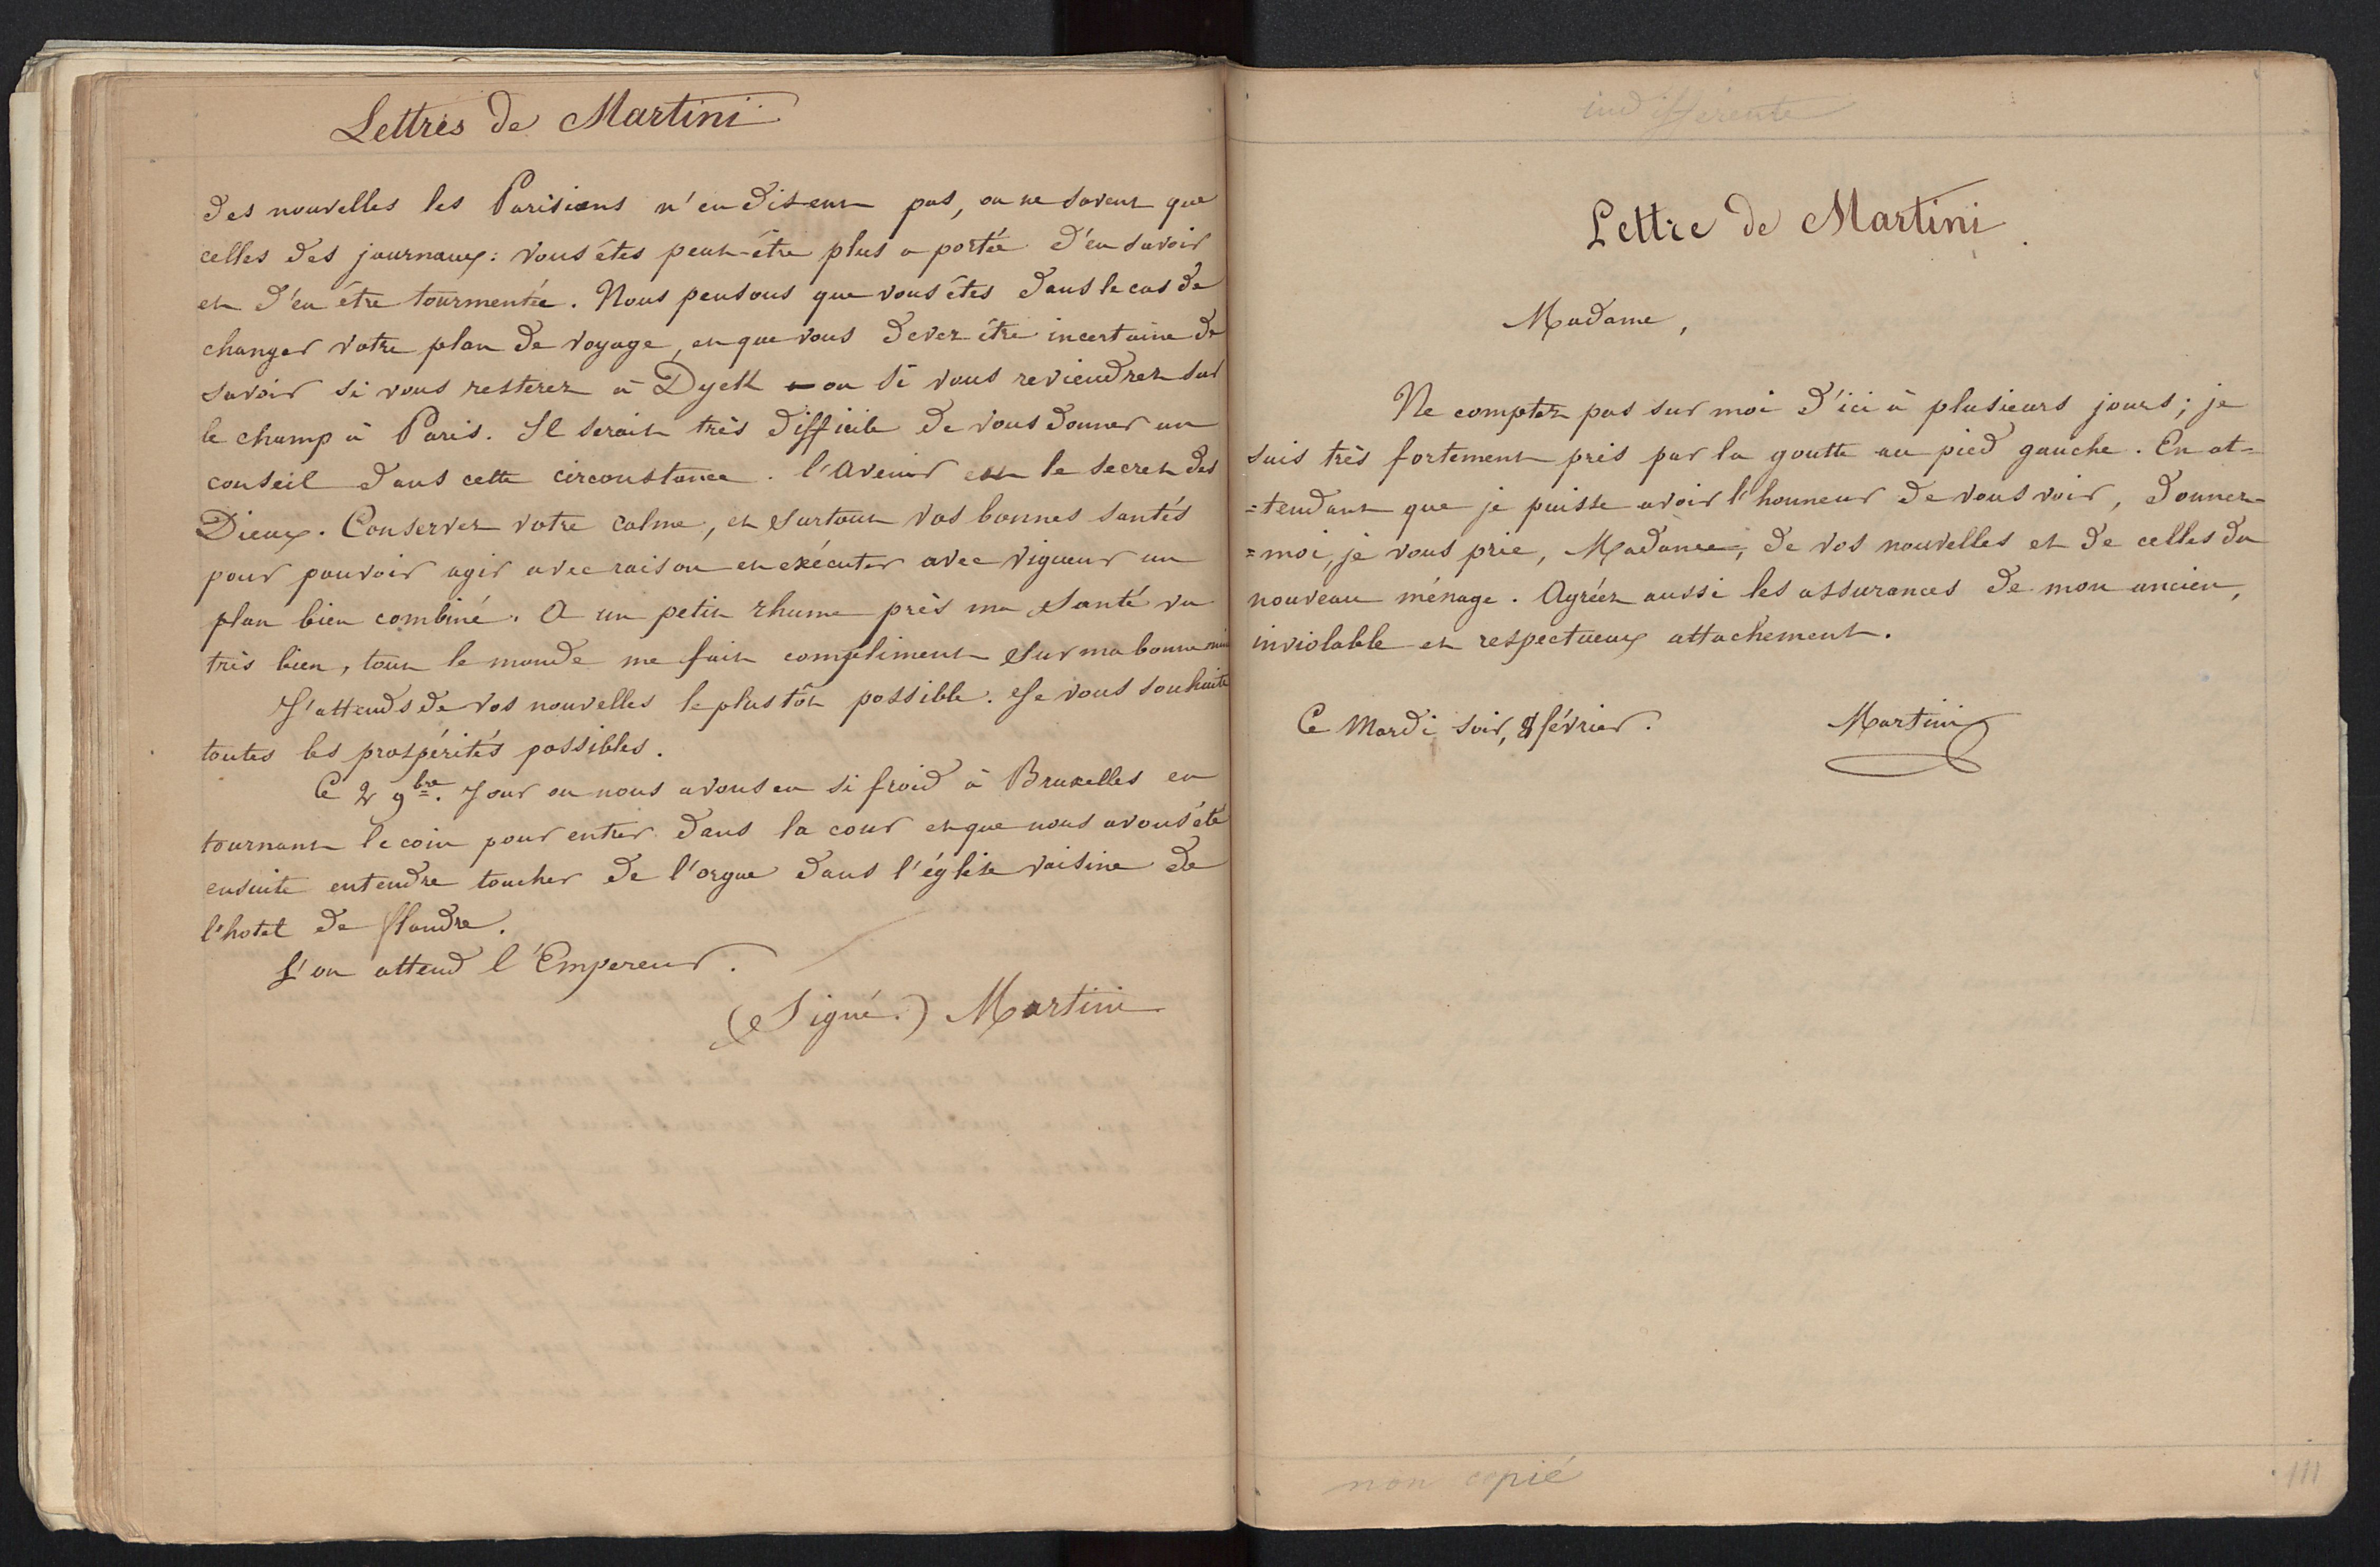 Lettres de Martini
des nouvelles les Parisiens n'en disent pas, ou ne savent que
celles des journaux : vous êtes peut-être plus a portée d'en savoir
et d'en être tourmentée. Nous pensons que vous êtes dans le cas de
changer votre plan de voyage, et que vous devez être incertaine de
savoir si vous resterez à Dyck ou si vous reviendrez sur
le champ à Paris. Il serait très difficile de vous donner un
conseil dans cette circonstance. l'avenir est le secret des
Dieux. Conservez votre calme, et surtout vos bonnes santés
pour pouvoir agir avec raison et exécuter avec vigueur un
plan bien combiné. A un petit rhume près ma santé va
très bien, tout le monde me fait compliment sur ma bonne mine
J'attends de vos nouvelles le plus tôt possible. Je vous souhaite
toutes les prospérités possibles.
Ce 2 9bre. Jour ou nous avons eu si froid à Bruxelles en
tournant le coin pour entrer dans la cour et que nous avons été
ensuite entendre toucher de l'orgue dans l'église voisine de
l'hotel de flandre.
L'on attend l'Empereur.
(Signé.) Martini
indifférente
Lettre de Martini.
Madame,
Ne comptez pas sur moi d'ici à plusieurs jours; je
suis très fortement pris par la goutte au pied gauche. En at=
=tendant que je puisse avoir l'honneur de vous voir, donnez=
=moi, je vous prie, Madame, de vos nouvelles et de celles du
nouveau ménage. Agréez aussi les assurances de mon ancien,
inviolable et respectueux attachement.
Ce Mardi soir, 8 février. Martini
non copié
111